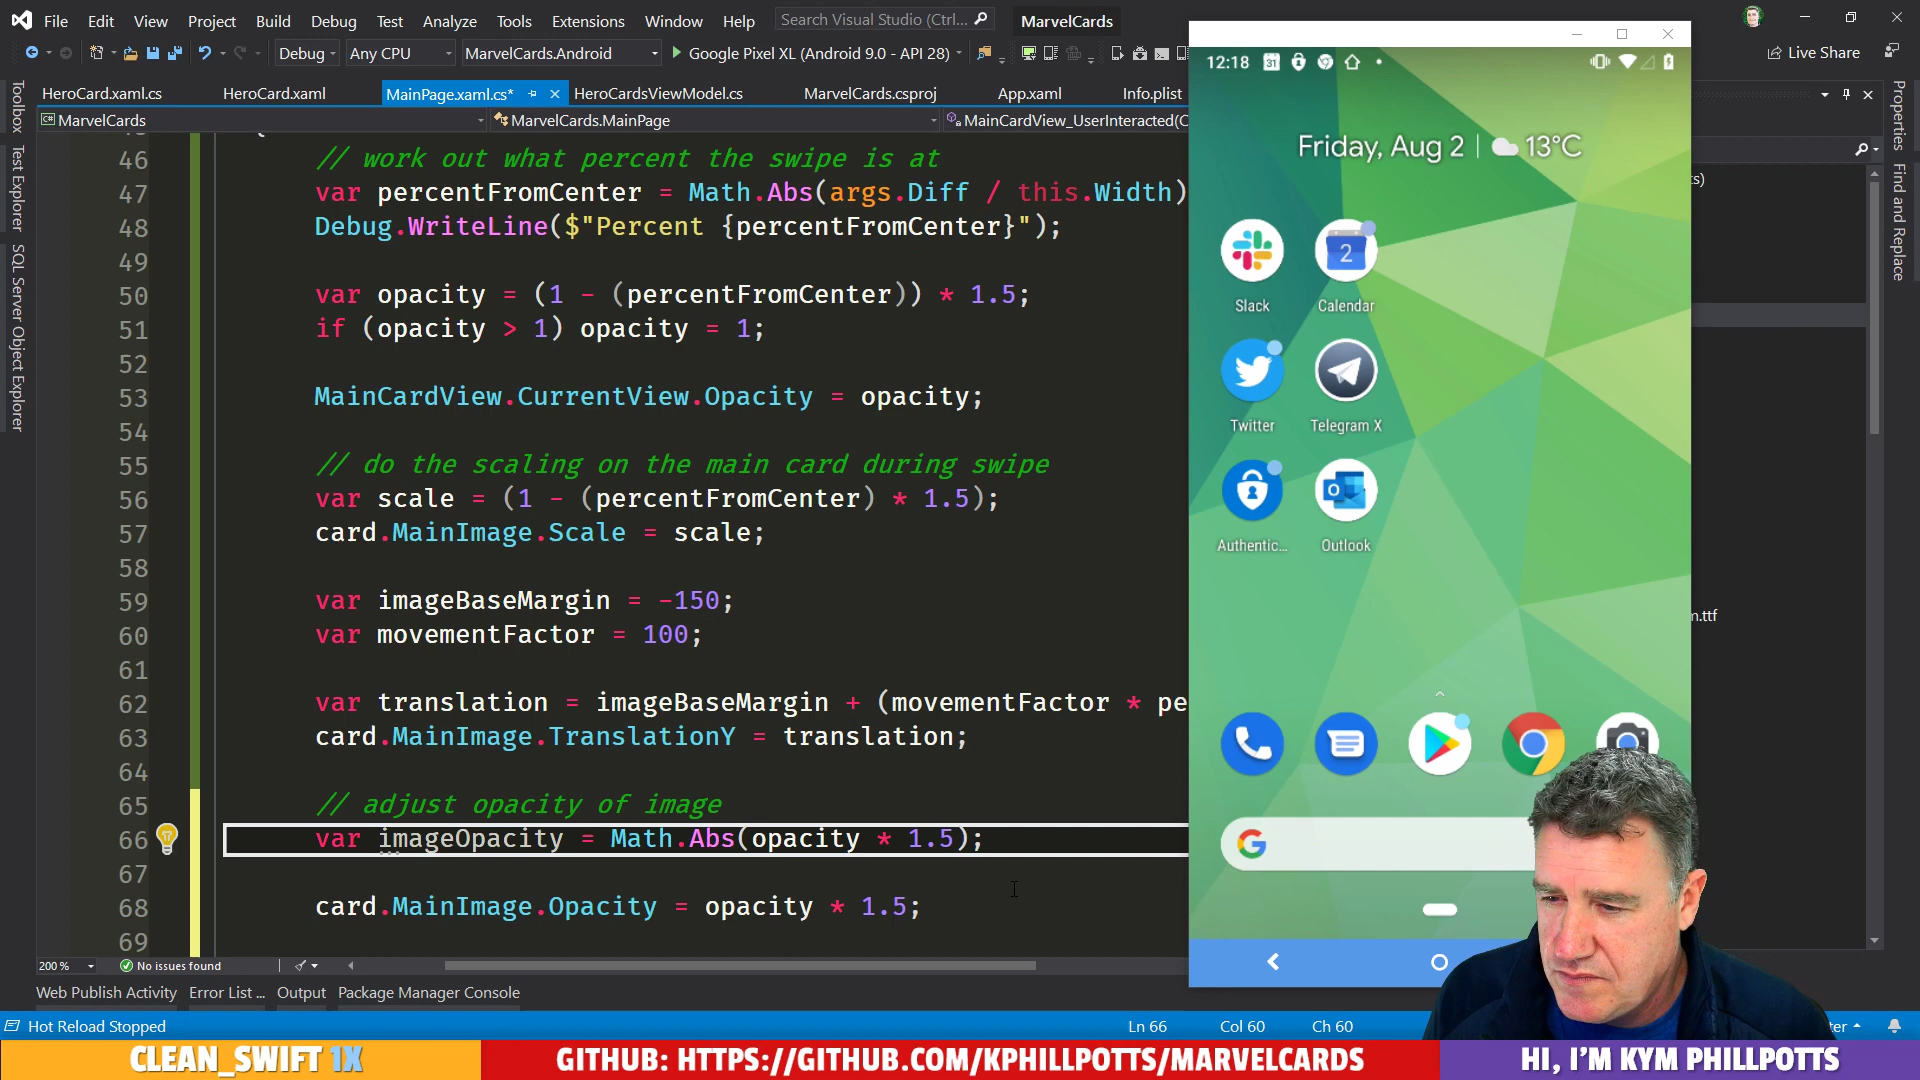 File Edit View Project Build Debug Test Analyze Tools Extensions Window Help Search Visual Studio (Ctrl... MarvelCards
Debug Any CPU MarvelCards.Android Google Pixel XL (Android 9.0 - API 28) Live Share
HeroCard.xaml.cs HeroCard.xaml MainPage.xaml.cs* HeroCardsViewModel.cs MarvelCards.csproj App.xaml Info.plist
MarvelCards MarvelCards.MainPage MainCardView_UserInteracted(C
Toolbox
Test Explorer
SQL Server Object Explorer
46 // work out what percent the swipe is at
47 var percentFromCenter = Math.Abs(args.Diff / this.Width)
48 Debug.WriteLine($"Percent {percentFromCenter}");
49
50 var opacity = (1 - (percentFromCenter)) * 1.5;
51 if (opacity > 1) opacity = 1;
52
53 MainCardView.CurrentView.Opacity = opacity;
54
55 // do the scaling on the main card during swipe
56 var scale = (1 - (percentFromCenter) * 1.5);
57 card.MainImage.Scale = scale;
58
59 var imageBaseMargin = -150;
60 var movementFactor = 100;
61
62 var translation = imageBaseMargin + (movementFactor * pe
63 card.MainImage.TranslationY = translation;
64
65 // adjust opacity of image
66 var imageOpacity = Math.Abs(opacity * 1.5);
67
68 card.MainImage.Opacity = opacity * 1.5;
69
200 % No issues found
Web Publish Activity Error List ... Output Package Manager Console
Hot Reload Stopped Ln 66 Col 60 Ch 60 ter
12:18 31
Friday, Aug 2 | 13°C
2
Slack Calendar
Twitter Telegram X
Authentic... Outlook
G
Properties
Find and Replace
ts)
m.ttf
CLEAN_SWIFT 1X GITHUB: HTTPS://GITHUB.COM/KPHILLPOTTS/MARVELCARDS HI, I'M KYM PHILLPOTTS